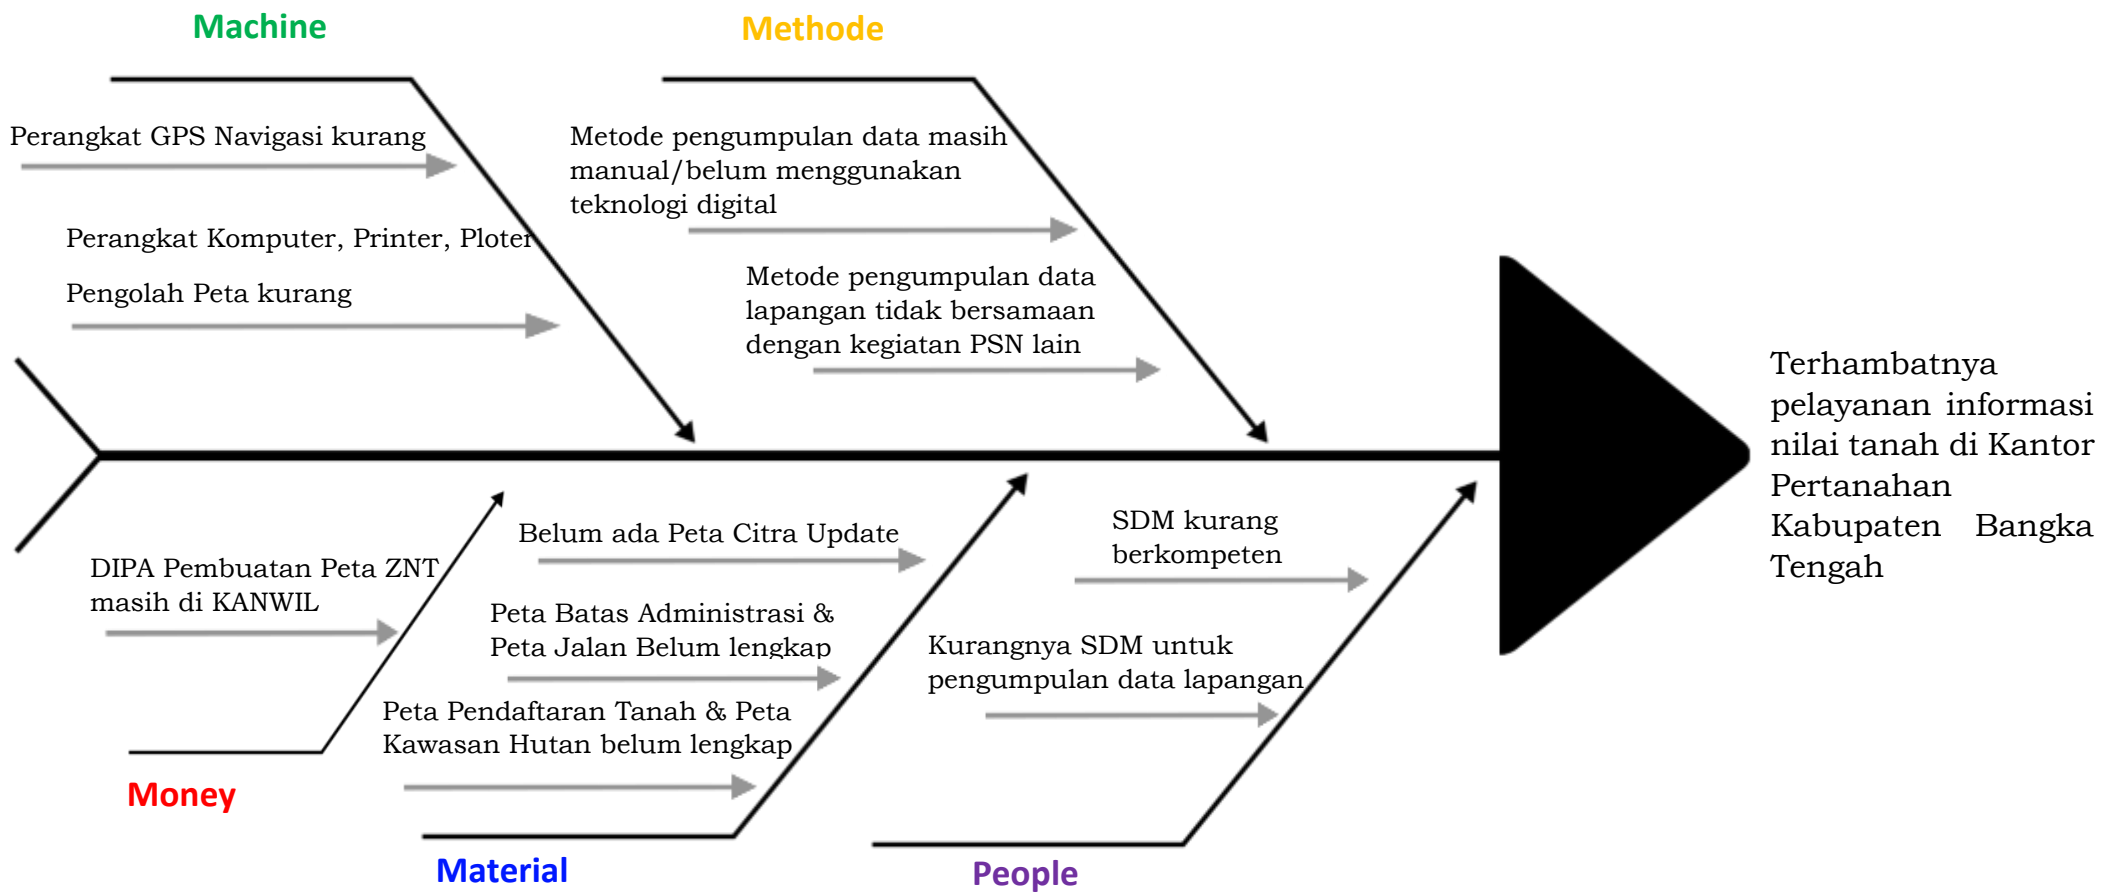 Machine
Methode
Perangkat GPS Navigasi kurang
Perangkat Komputer, Printer, Ploter
Pengolah Peta kurang
Metode pengumpulan data masih
manual/belum menggunakan
teknologi digital
Metode pengumpulan data
lapangan tidak bersamaan
dengan kegiatan PSN lain
Terhambatnya
pelayanan informasi
nilai tanah di Kantor
Pertanahan
Kabupaten Bangka
Tengah
DIPA Pembuatan Peta ZNT
masih di KANWIL
Belum ada Peta Citra Update
Peta Batas Administrasi &
Peta Jalan Belum lengkap
Peta Pendaftaran Tanah & Peta
Kawasan Hutan belum lengkap
SDM kurang
berkompeten
Kurangnya SDM untuk
pengumpulan data lapangan
Money
Material
People